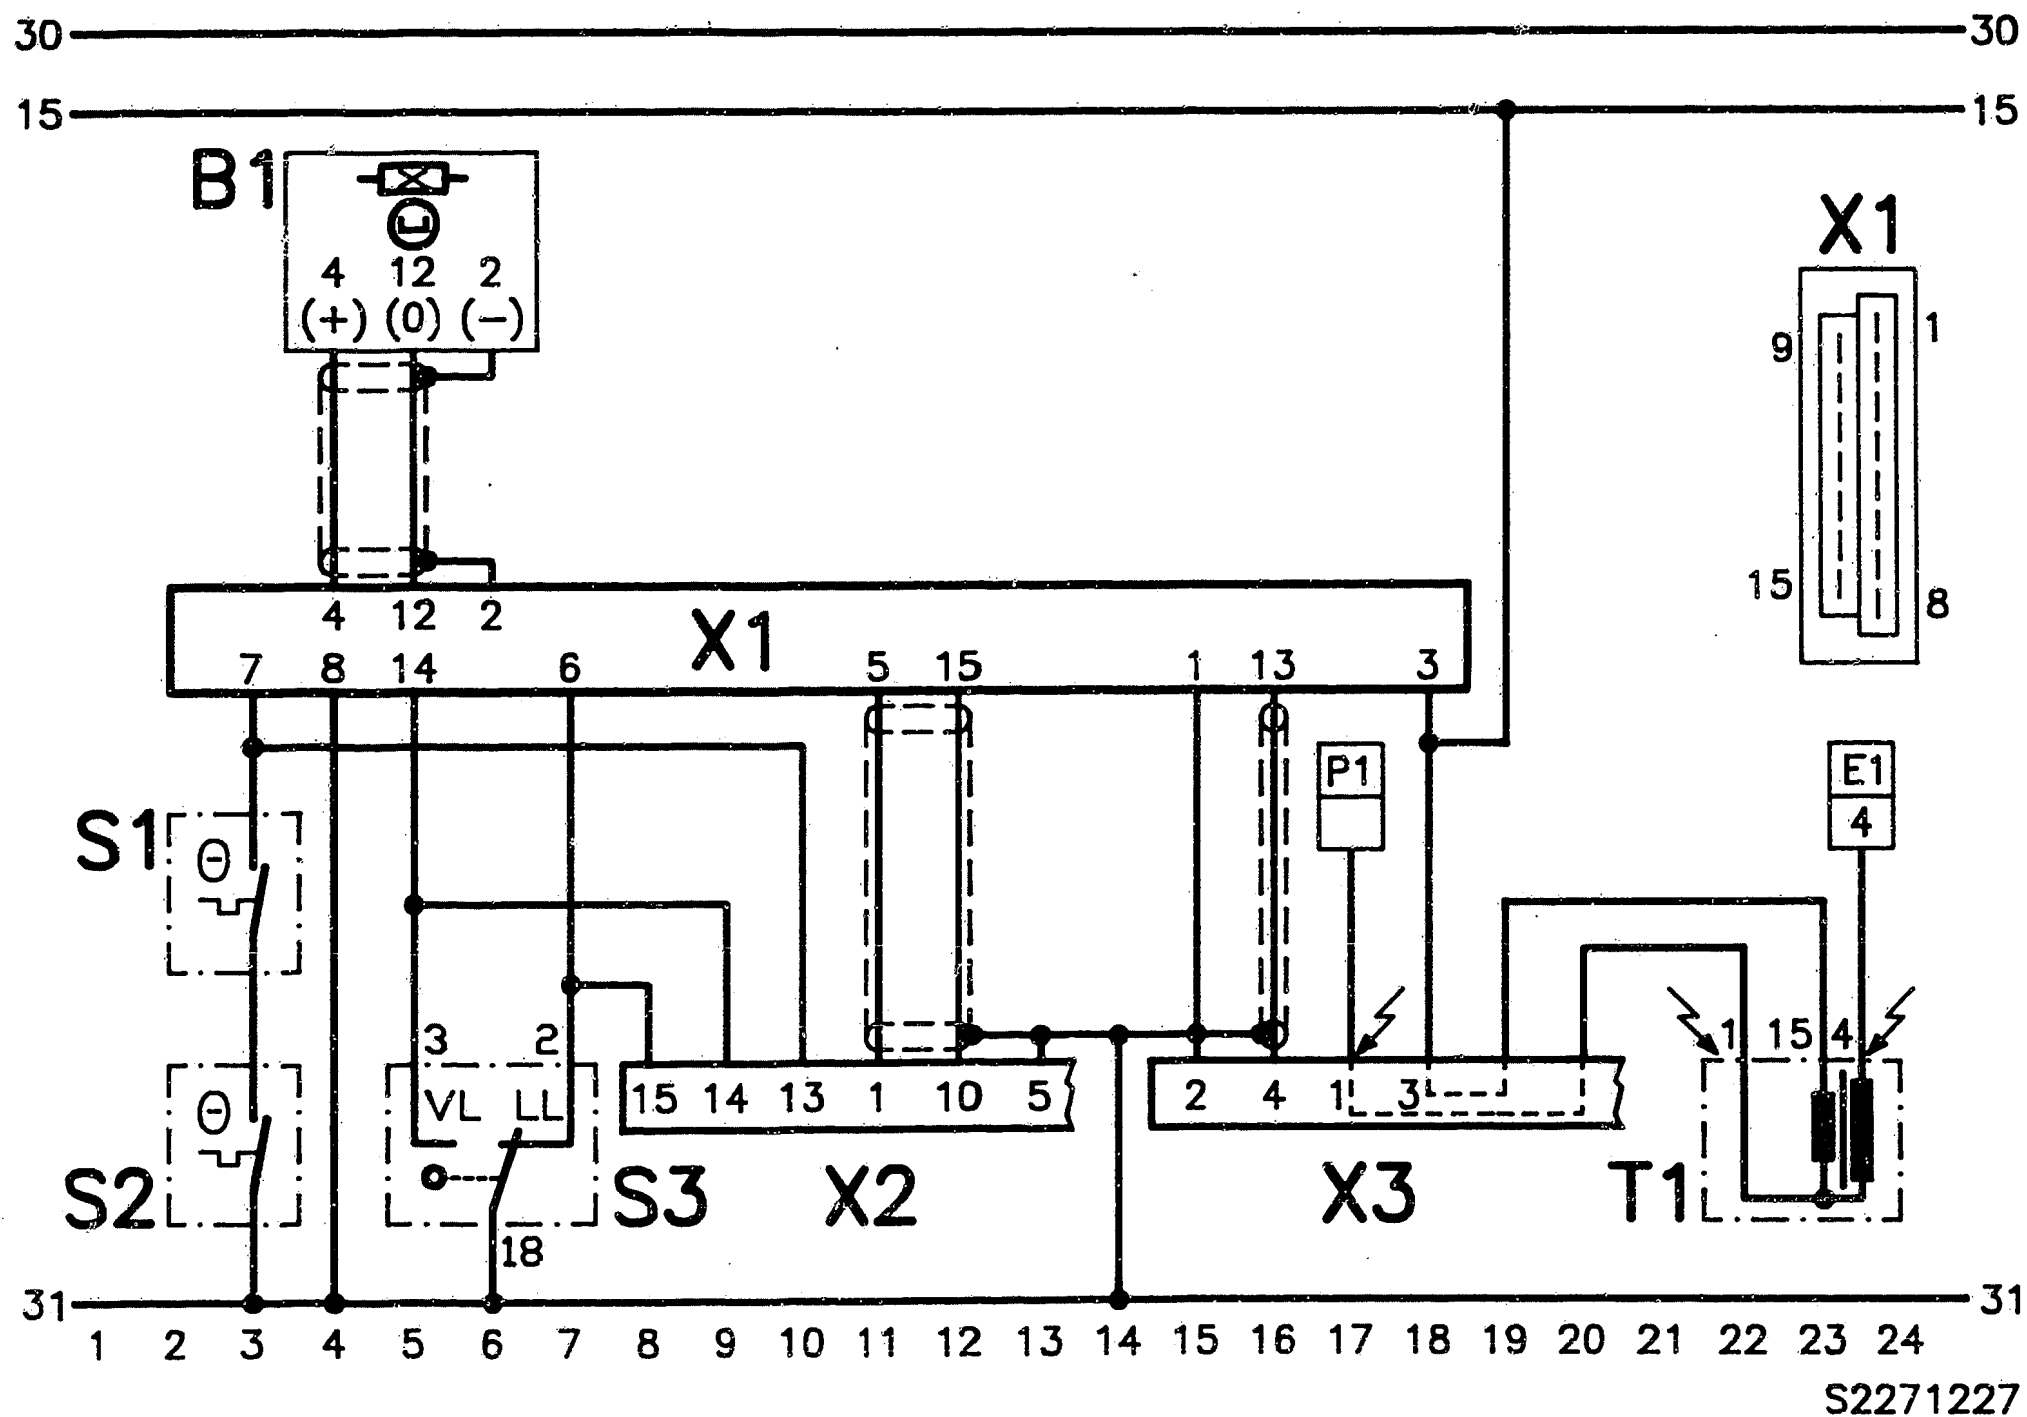 30 30
15 15
B1
4 12 2
(+) (0) (−)
X1
9 1
15 8
4 12 2
X1
7 8 14 6 5 15 1 13 3
P1 E1
4
S1
Θ
3 2 1 15 4
VL LL
15 14 13 1 10 5 2 4 1 3
Θ
S2 S3 X2 X3 T1
18
31 31
1 2 3 4 5 6 7 8 9 10 11 12 13 14 15 16 17 18 19 20 21 22 23 24
S2271227